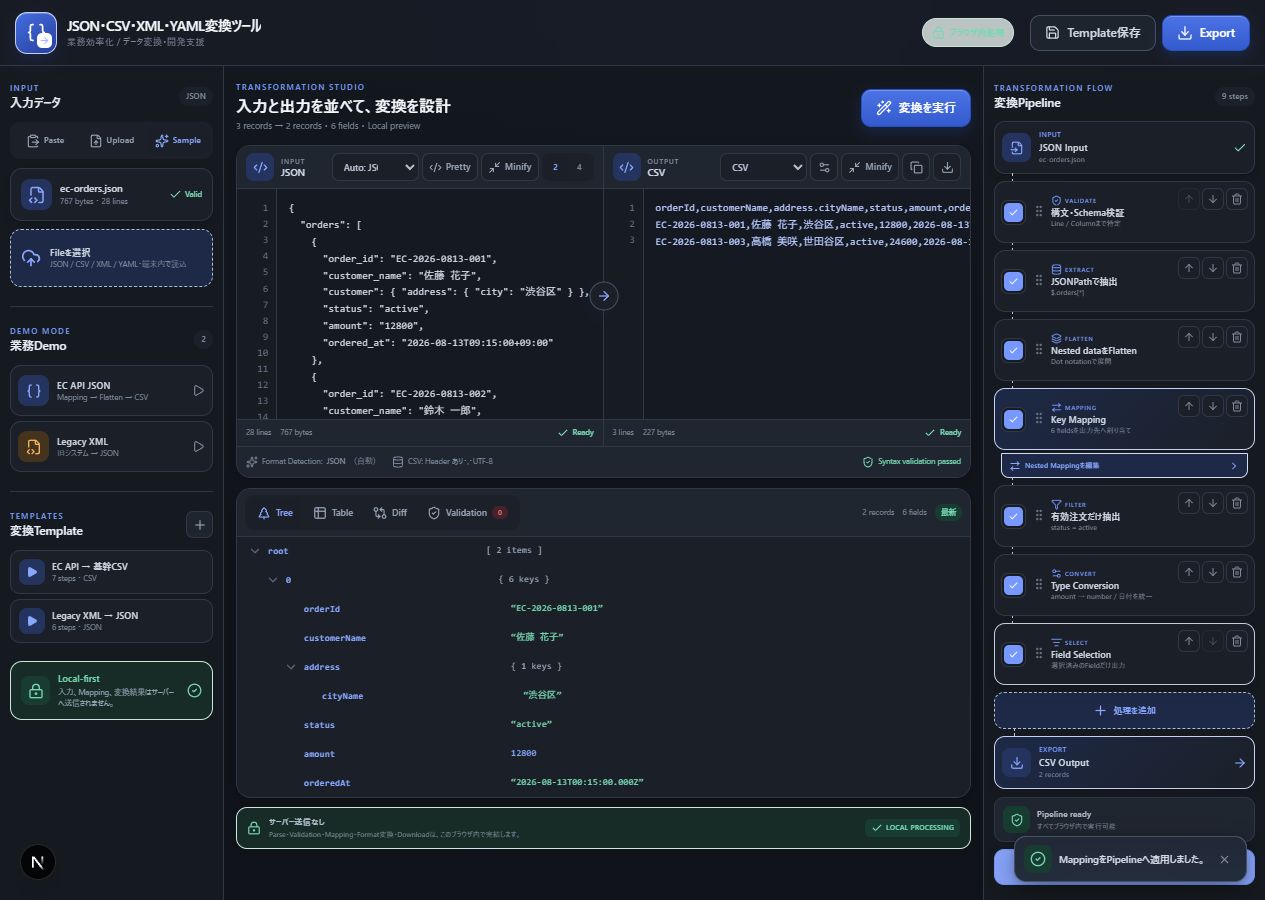 JSON・CSV・XML・YAML変換ツール
業務効率化 / データ変換・開発支援
ブラウザ内処理
Template保存
Export
INPUT
入力データ
JSON
Paste
Upload
Sample
ec-orders.json
767 bytes · 28 lines
Valid
Fileを選択
JSON / CSV / XML / YAML・端末内で読込
DEMO MODE
業務Demo
2
EC API JSON
Mapping → Flatten → CSV
Legacy XML
旧システム → JSON
TEMPLATES
変換Template
EC API → 基幹CSV
7 steps · CSV
Legacy XML → JSON
6 steps · JSON
Local-first
入力、Mapping、変換結果はサーバー
へ送信されません。
TRANSFORMATION STUDIO
入力と出力を並べて、変換を設計
3 records → 2 records • 6 fields • Local preview
変換を実行
INPUT
JSON
Auto: JSI
Pretty
Minify
2
4
1 {
2 "orders": [
3 {
4 "order_id": "EC-2026-0813-001",
5 "customer_name": "佐藤 花子",
6 "customer": { "address": { "city": "渋谷区" } },
7 "status": "active",
8 "amount": "12800",
9 "ordered_at": "2026-08-13T09:15:00+09:00"
10 },
11 {
12 "order_id": "EC-2026-0813-002",
13 "customer_name": "鈴木 一郎",
14
28 lines 767 bytes
Ready
OUTPUT
CSV
CSV
Minify
1 orderId,customerName,address.cityName,status,amount,orde
2 EC-2026-0813-001,佐藤 花子,渋谷区,active,12800,2026-08-13
3 EC-2026-0813-003,高橋 美咲,世田谷区,active,24600,2026-08-1
3 lines 227 bytes
Ready
Format Detection: JSON （自動）
CSV: Header あり · , · UTF-8
Syntax validation passed
Tree
Table
Diff
Validation 0
2 records 6 fields 最新
root [ 2 items ]
0 { 6 keys }
orderId “EC-2026-0813-001”
customerName “佐藤 花子”
address { 1 keys }
cityName “渋谷区”
status “active”
amount 12800
orderedAt “2026-08-13T00:15:00.000Z”
サーバー送信なし
Parse・Validation・Mapping・Format変換・Downloadは、このブラウザ内で完結します。
LOCAL PROCESSING
TRANSFORMATION FLOW
変換Pipeline
9 steps
INPUT
JSON Input
ec-orders.json
VALIDATE
構文・Schema検証
Line / Columnまで特定
EXTRACT
JSONPathで抽出
$.orders[*]
FLATTEN
Nested dataをFlatten
Dot notationで展開
MAPPING
Key Mapping
6 fieldsを出力先へ割り当て
Nested Mappingを編集
FILTER
有効注文だけ抽出
status = active
CONVERT
Type Conversion
amount → number / 日付を統一
SELECT
Field Selection
選択済みのFieldだけ出力
処理を追加
EXPORT
CSV Output
2 records
Pipeline ready
すべてブラウザ内で実行可能
MappingをPipelineへ適用しました。
N